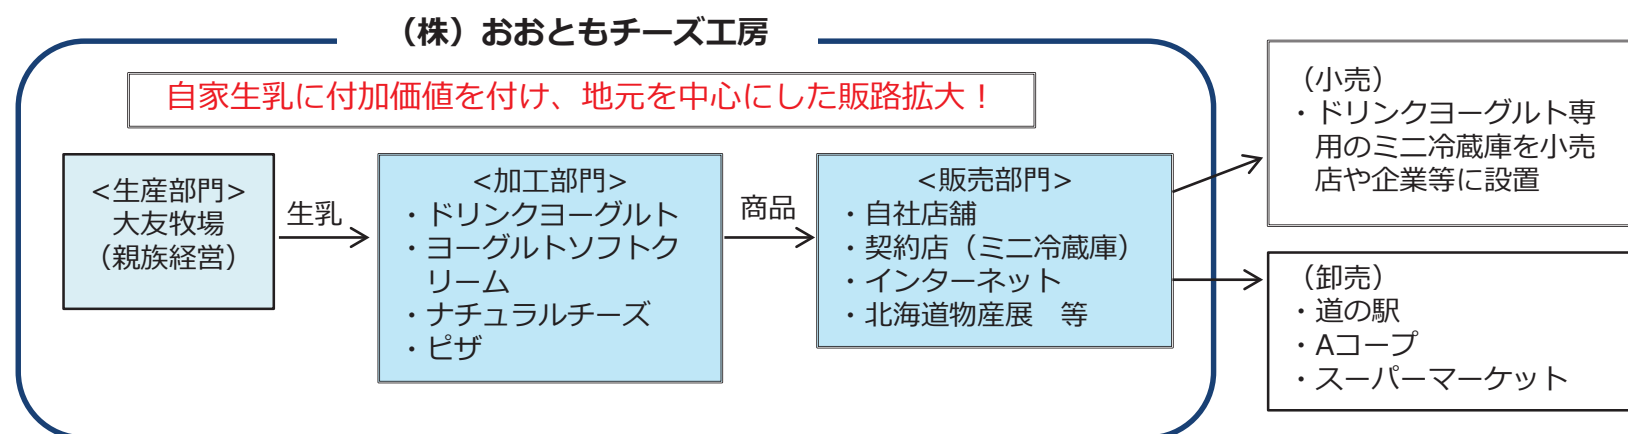 （株）おおともチーズ工房
自家生乳に付加価値を付け、地元を中心にした販路拡大！
<生産部門>
大友牧場
（親族経営）
生乳
<加工部門>
・ドリンクヨーグルト
・ヨーグルトソフトク
リーム
・ナチュラルチーズ
・ピザ
商品
<販売部門>
・自社店舗
・契約店（ミニ冷蔵庫）
・インターネット
・北海道物産展　等
（小売）
・ドリンクヨーグルト専
用のミニ冷蔵庫を小売
店や企業等に設置
（卸売）
・道の駅
・Aコープ
・スーパーマーケット